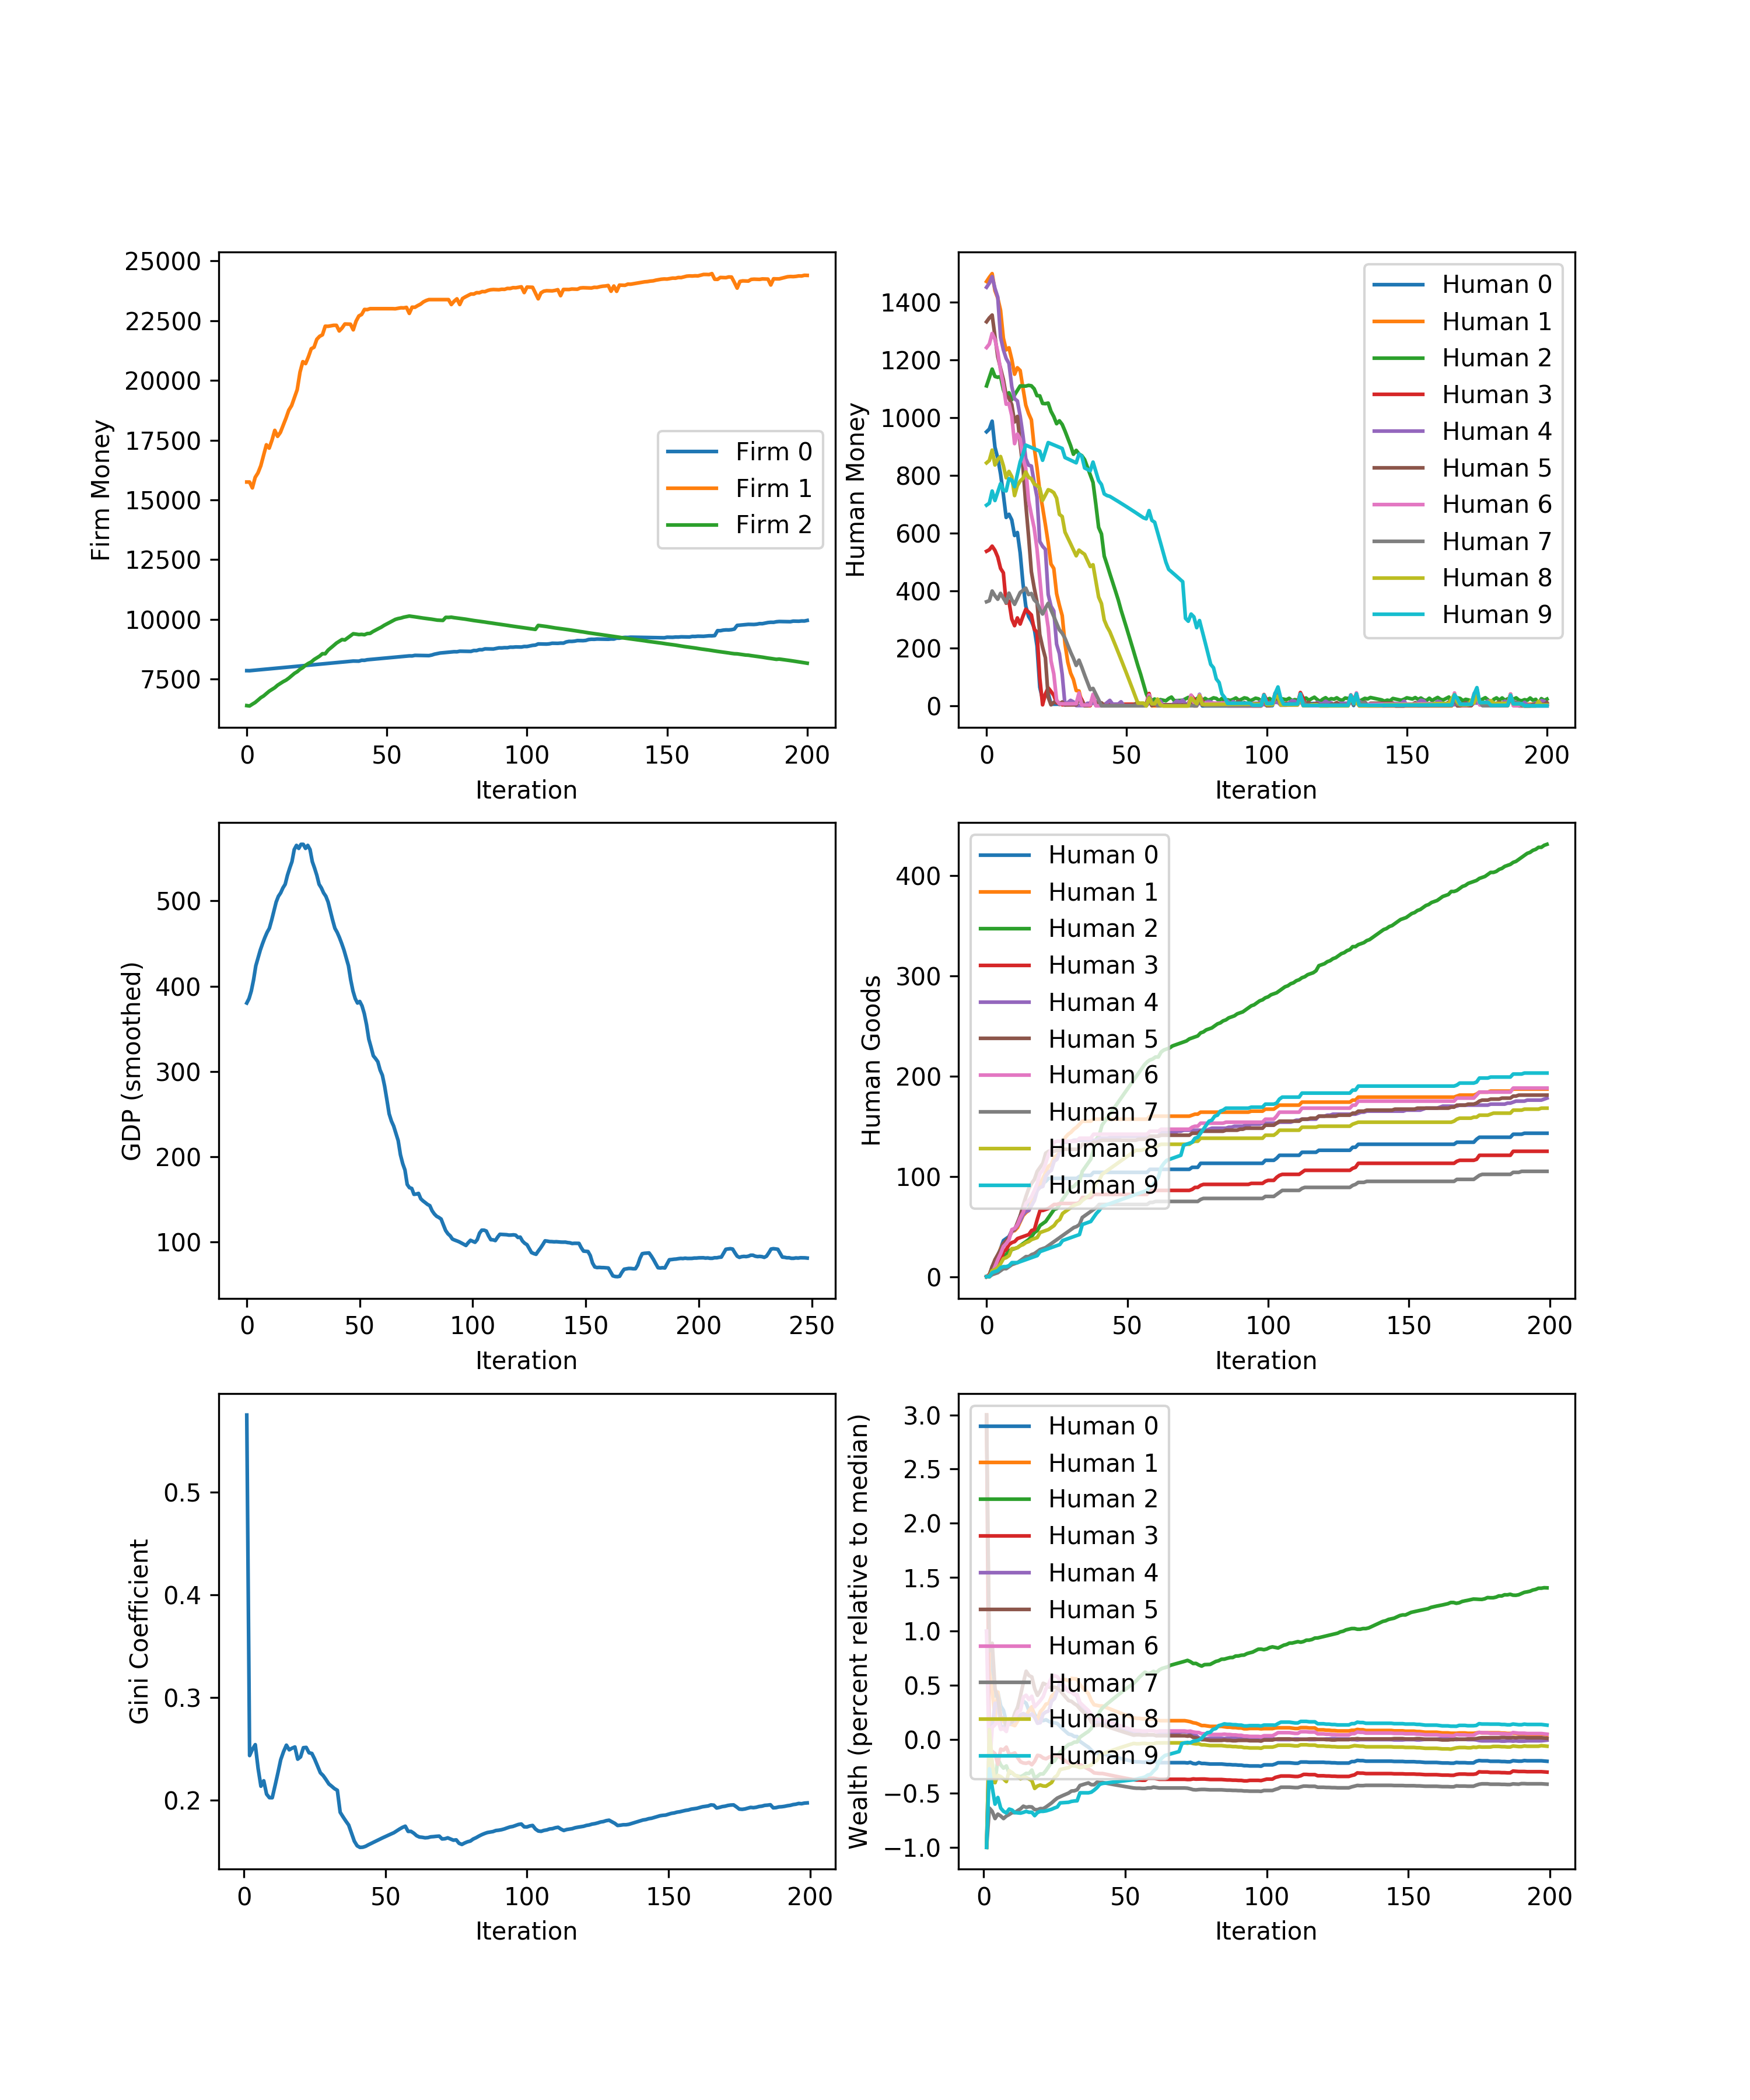 25000
22500
20000
17500
15000
12500
10000
7500
Firm Money
Firm 0
Firm 1
Firm 2
0 50 100 150 200
Iteration
1400
1200
1000
800
600
400
200
0
Human Money
Human 0
Human 1
Human 2
Human 3
Human 4
Human 5
Human 6
Human 7
Human 8
Human 9
0 50 100 150 200
Iteration
500
400
300
200
100
GDP (smoothed)
0 50 100 150 200 250
Iteration
400
300
200
100
0
Human Goods
Human 0
Human 1
Human 2
Human 3
Human 4
Human 5
Human 6
Human 7
Human 8
Human 9
0 50 100 150 200
Iteration
0.5
0.4
0.3
0.2
Gini Coefficient
0 50 100 150 200
Iteration
3.0
2.5
2.0
1.5
1.0
0.5
0.0
−0.5
−1.0
Wealth (percent relative to median)
Human 0
Human 1
Human 2
Human 3
Human 4
Human 5
Human 6
Human 7
Human 8
Human 9
0 50 100 150 200
Iteration